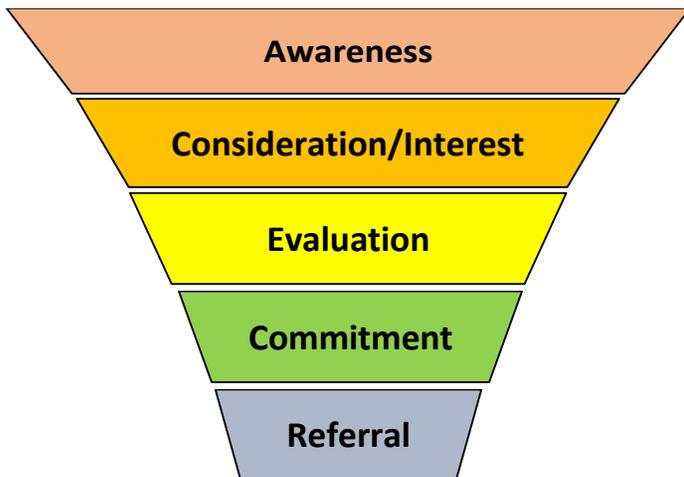 Awareness
Consideration/Interest
Evaluation
Commitment
Referral